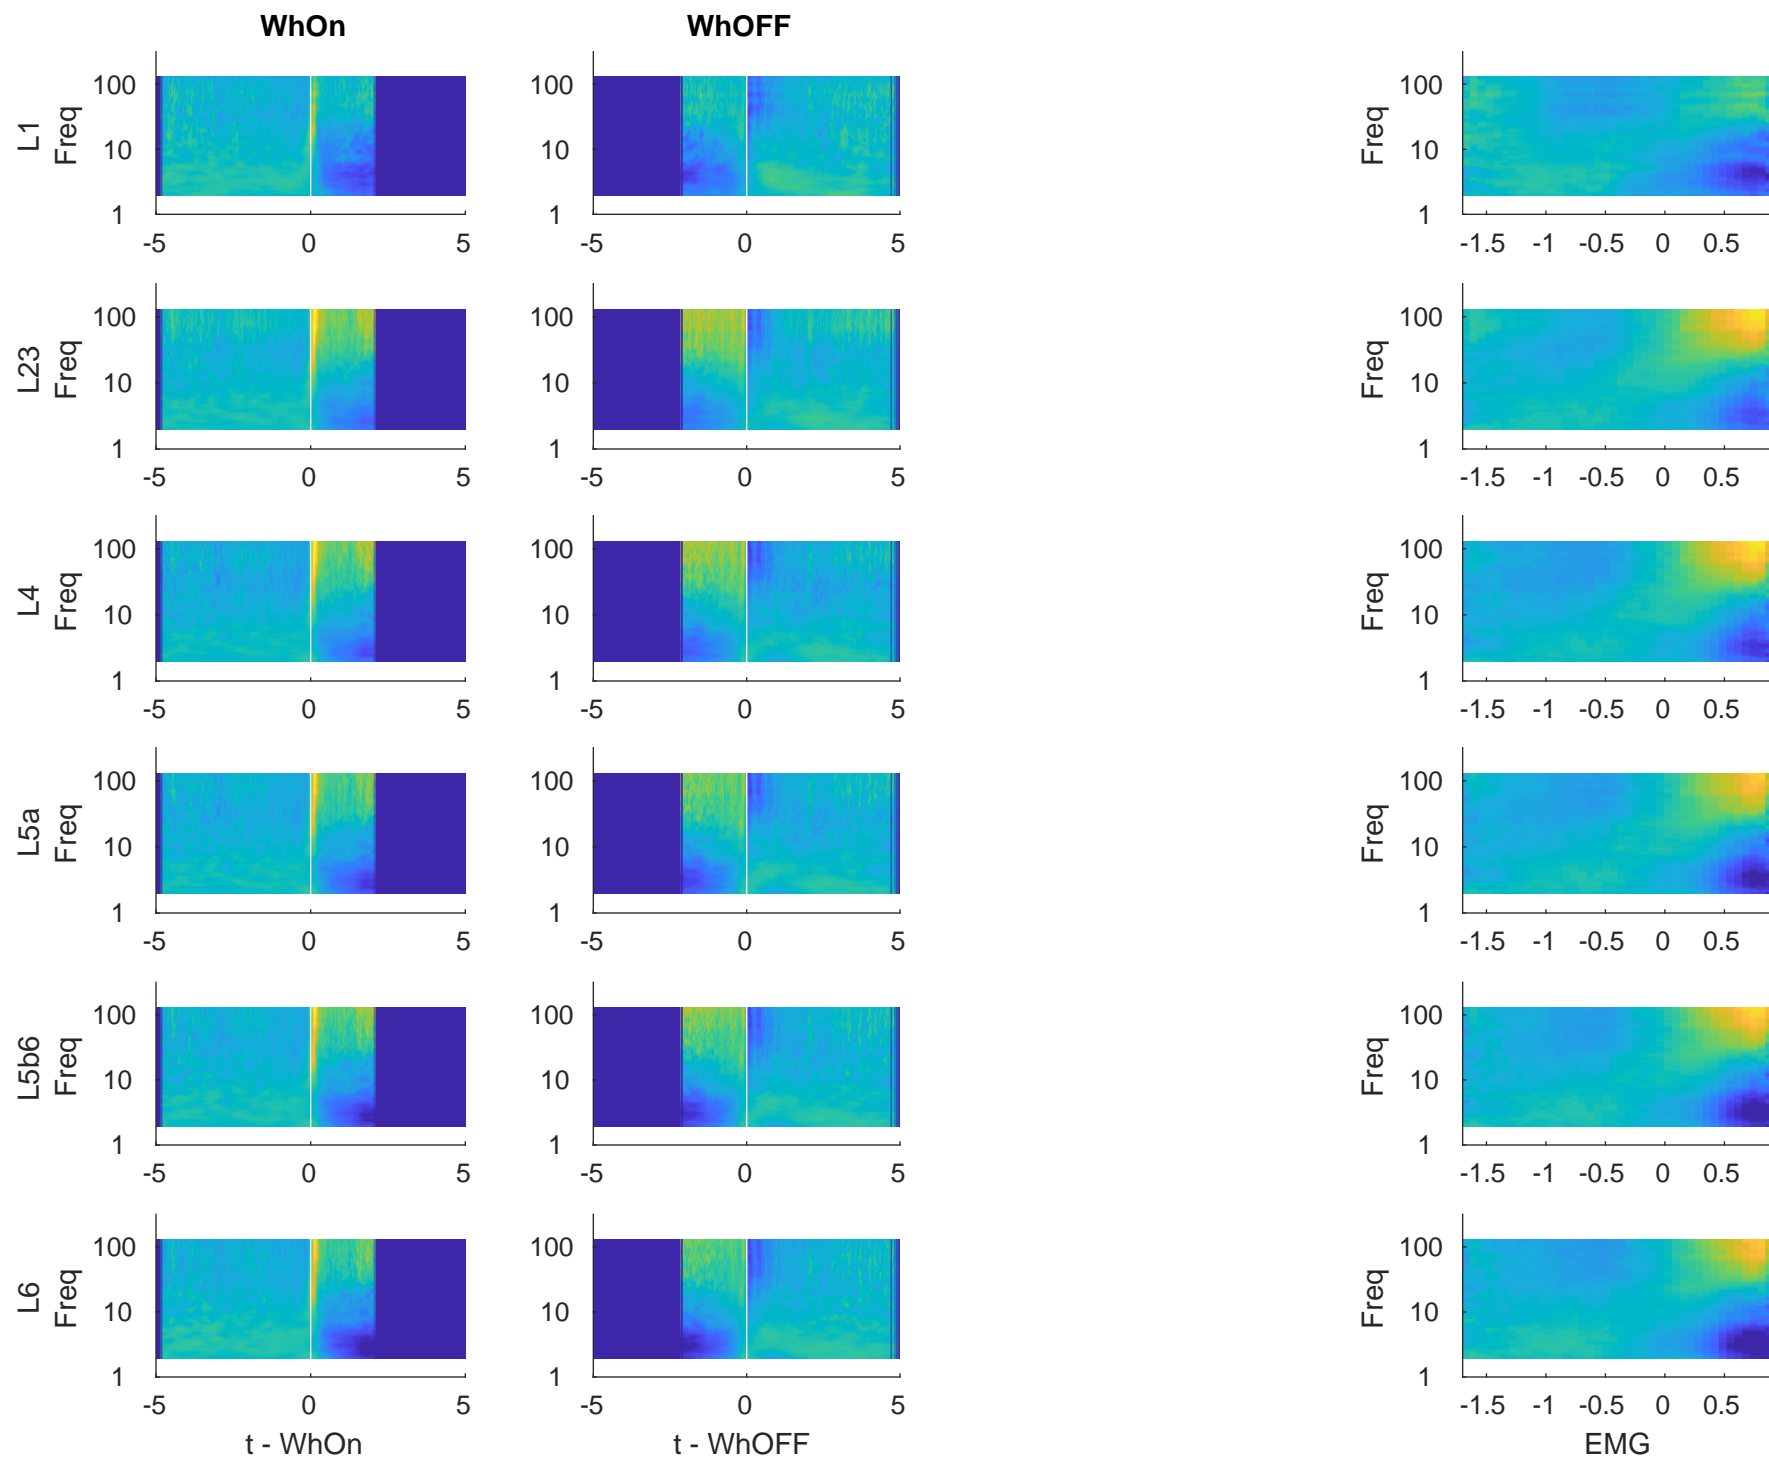 WhOn WhOFF
L1 Freq 100 10 1 100 10 1 Freq 100 10 1
-5 0 5 -5 0 5 -1.5 -1 -0.5 0 0.5
L23 Freq 100 10 1 100 10 1 Freq 100 10 1
-5 0 5 -5 0 5 -1.5 -1 -0.5 0 0.5
L4 Freq 100 10 1 100 10 1 Freq 100 10 1
-5 0 5 -5 0 5 -1.5 -1 -0.5 0 0.5
L5a Freq 100 10 1 100 10 1 Freq 100 10 1
-5 0 5 -5 0 5 -1.5 -1 -0.5 0 0.5
L5b6 Freq 100 10 1 100 10 1 Freq 100 10 1
-5 0 5 -5 0 5 -1.5 -1 -0.5 0 0.5
L6 Freq 100 10 1 100 10 1 Freq 100 10 1
-5 0 5 -5 0 5 -1.5 -1 -0.5 0 0.5
t - WhOn t - WhOFF EMG